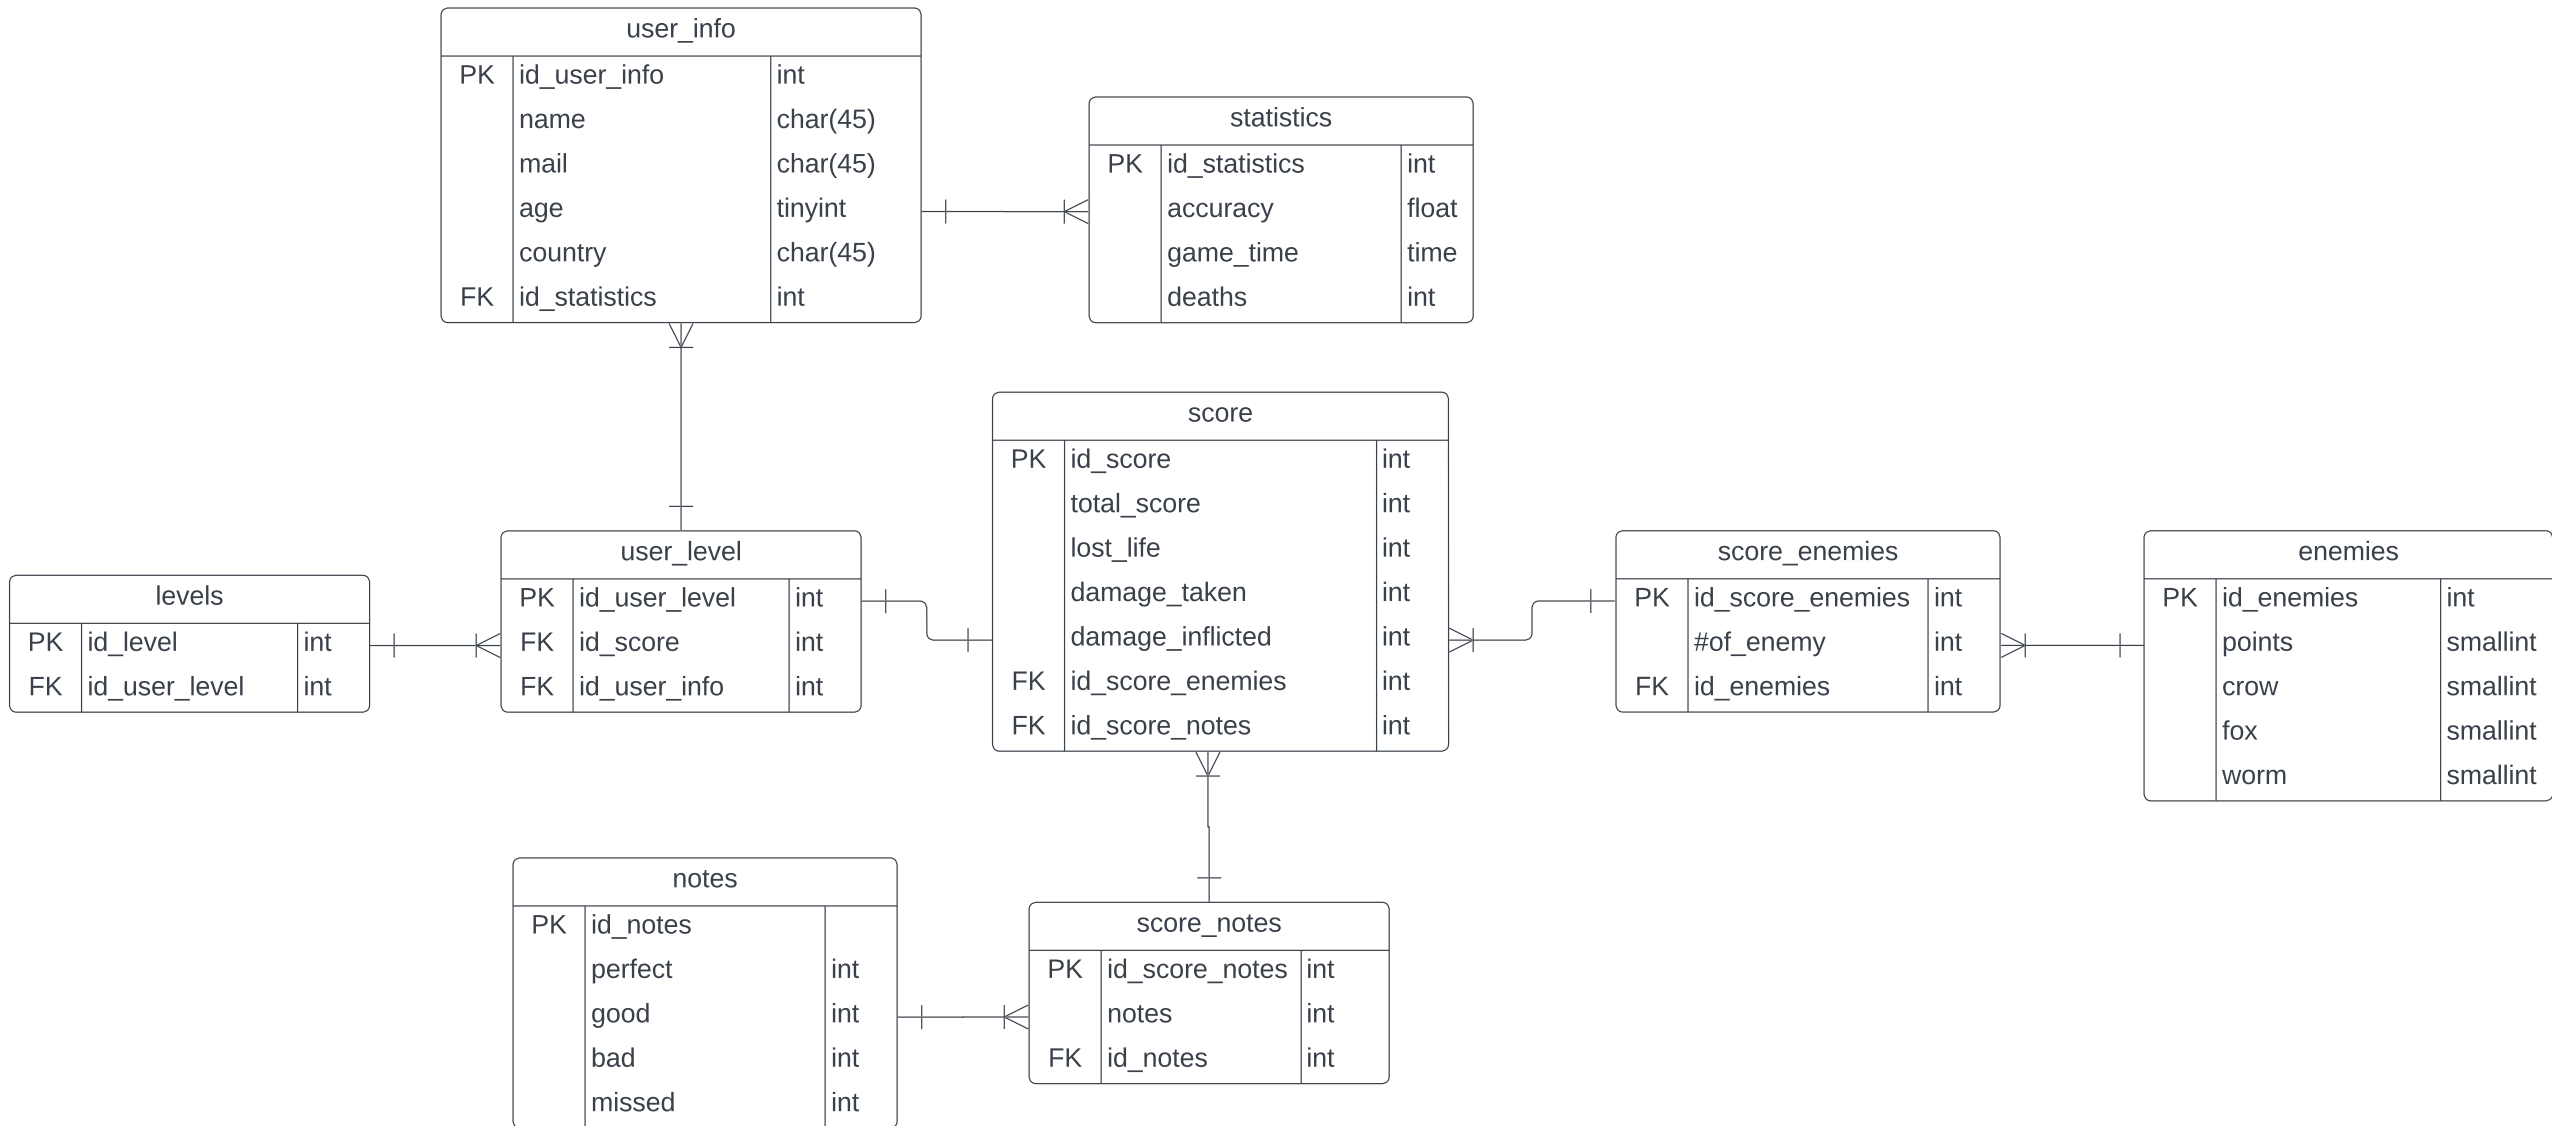 user_info
PK id_user_info int
name char(45)
mail char(45)
age tinyint
country char(45)
FK id_statistics int
statistics
PK id_statistics int
accuracy float
game_time time
deaths int
score
PK id_score int
total_score int
lost_life int
damage_taken int
damage_inflicted int
FK id_score_enemies int
FK id_score_notes int
user_level
PK id_user_level int
FK id_score int
FK id_user_info int
levels
PK id_level int
FK id_user_level int
score_enemies
PK id_score_enemies int
#of_enemy int
FK id_enemies int
enemies
PK id_enemies int
points smallint
crow smallint
fox smallint
worm smallint
notes
PK id_notes
perfect int
good int
bad int
missed int
score_notes
PK id_score_notes int
notes int
FK id_notes int